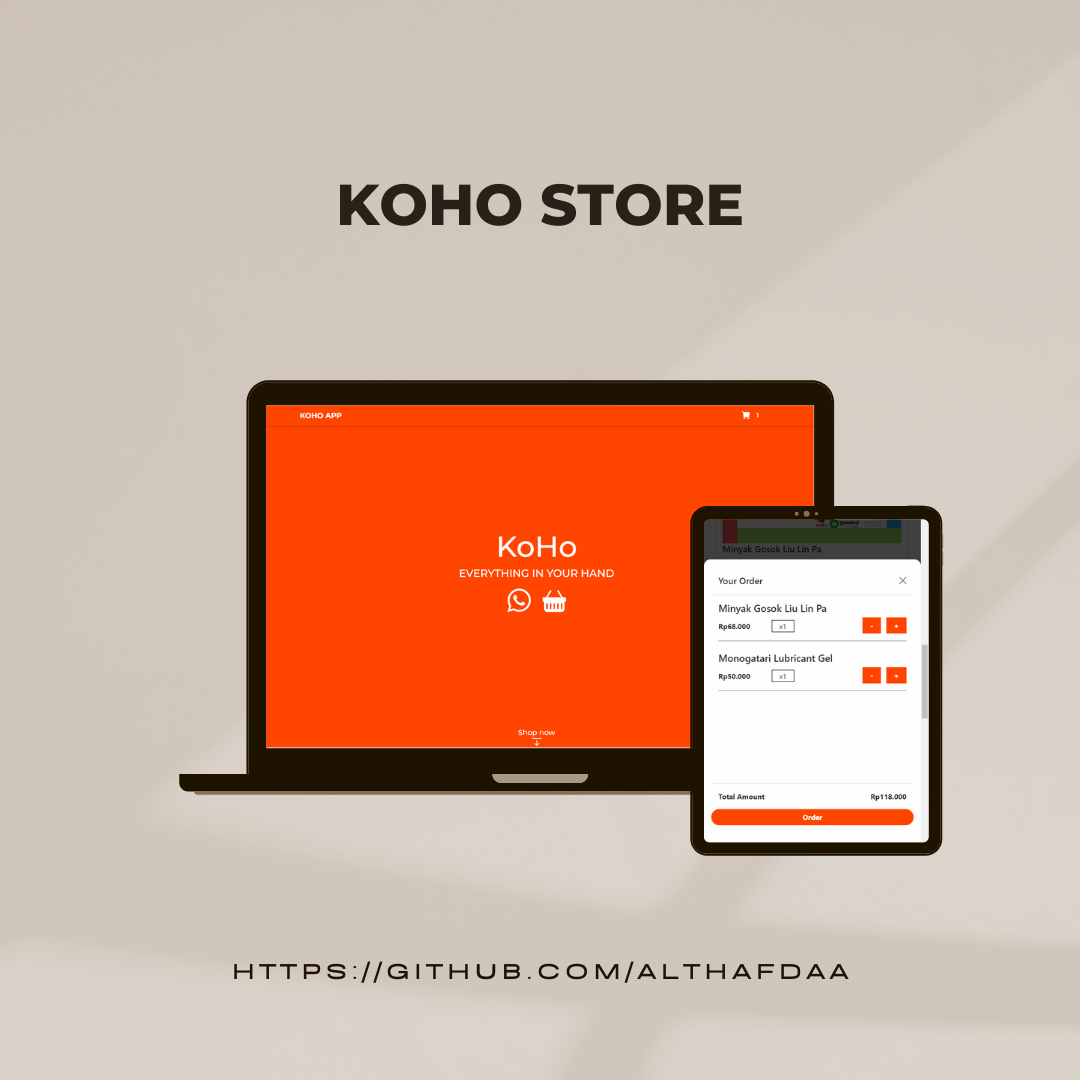 KOHO STORE
KOHO APP
1
KoHo
EVERYTHING IN YOUR HAND
Shop now
Minyak Gosok Liu Lin Pa
Your Order
Minyak Gosok Liu Lin Pa
Rp68.000 x1 - +
Monogatari Lubricant Gel
Rp50.000 x1 - +
Total Amount Rp118.000
Order
HTTPS://GITHUB.COM/ALTHAFDAA